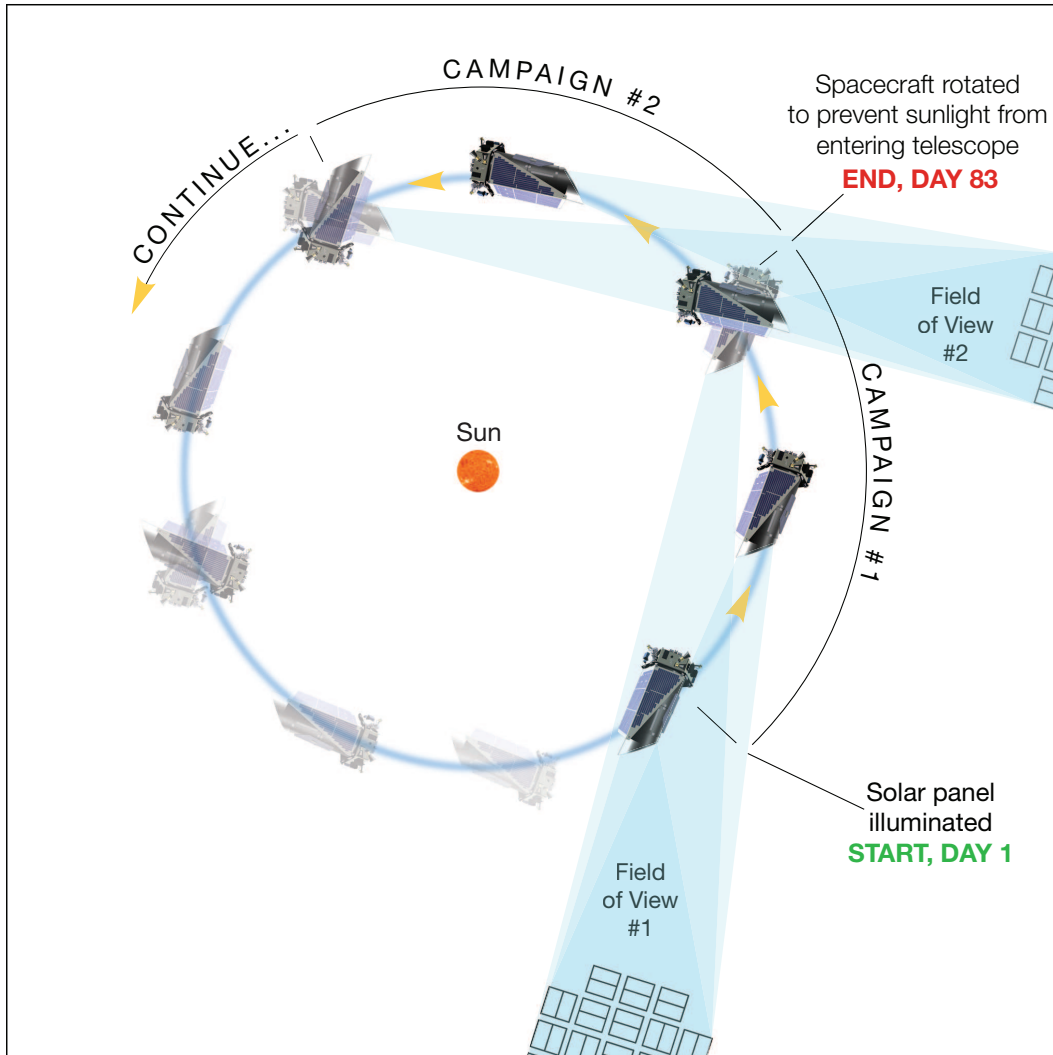 CAMPAIGN #2
CONTINUE...
Spacecraft rotated
to prevent sunlight from
entering telescope
END, DAY 83
Field
of View
#2
CAMPAIGN #1
Sun
Solar panel
illuminated
START, DAY 1
Field
of View
#1